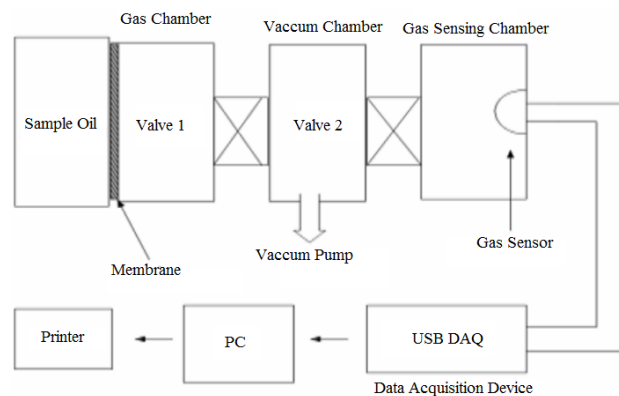 Gas Chamber
Vaccum Chamber
Gas Sensing Chamber
Sample Oil
Valve 1
Valve 2
Membrane
Vaccum Pump
Gas Sensor
Printer
PC
USB DAQ
Data Acquisition Device